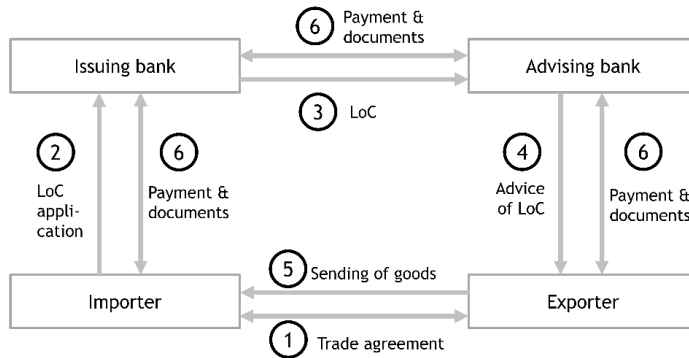 6 Payment &
documents
Issuing bank
Advising bank
3 LoC
2
LoC
appli-
cation
6
Payment &
documents
4
Advice
of LoC
6
Payment &
documents
5 Sending of goods
Importer
Exporter
1 Trade agreement